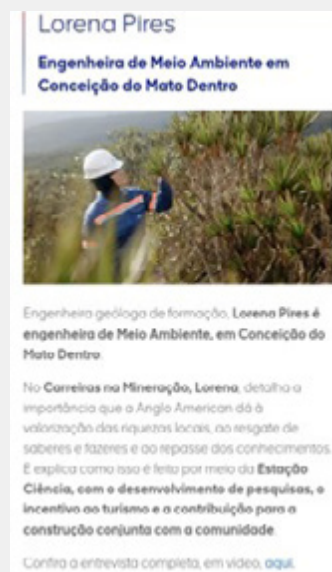 Lorena Pires
Engenheira de Meio Ambiente em
Conceição do Mato Dentro
Engenheira geóloga de formação, Lorena Pires é
engenheira de Meio Ambiente, em Conceição do
Mato Dentro.
No Carreiras na Mineração, Lorena, detalha a
importância que a Anglo American dá à
valorização das riquezas locais, ao resgate de
saberes e fazeres e ao repasse dos conhecimentos.
E explica como isso é feito por meio da Estação
Ciência, com o desenvolvimento de pesquisas, o
incentivo ao turismo e a contribuição para a
construção conjunta com a comunidade.
Confira a entrevista completa, em vídeo, aqui.